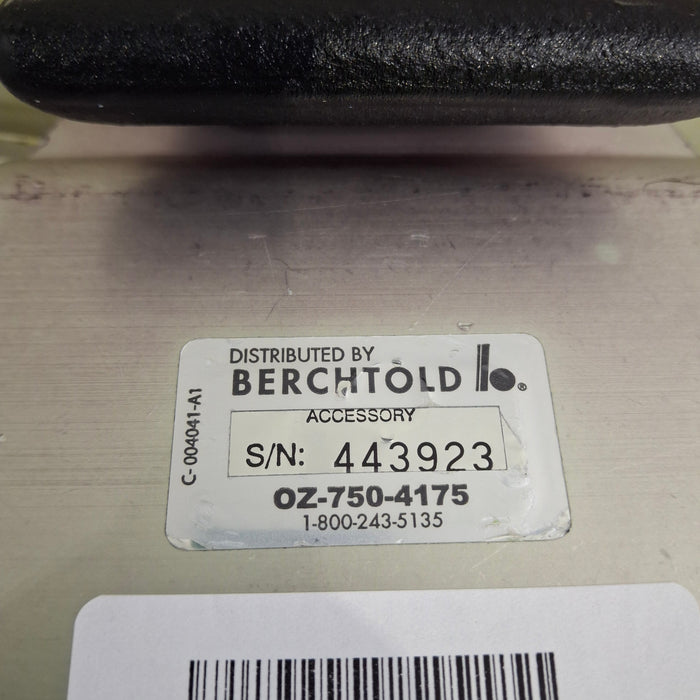 DISTRIBUTED BY
BERCHTOLD b.®
ACCESSORY
S/N: 443923
OZ-750-4175
1-800-243-5135
C-004041-A1